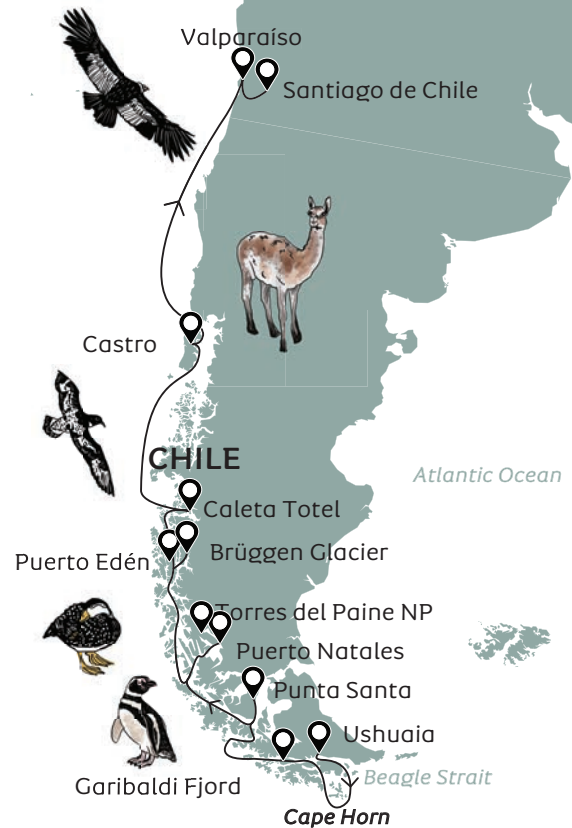 Valparaíso
Santiago de Chile
Castro
CHILE
Atlantic Ocean
Caleta Totel
Puerto Edén
Brüggen Glacier
Torres del Paine NP
Puerto Natales
Punta Santa
Ushuaia
Garibaldi Fjord
Beagle Strait
Cape Horn